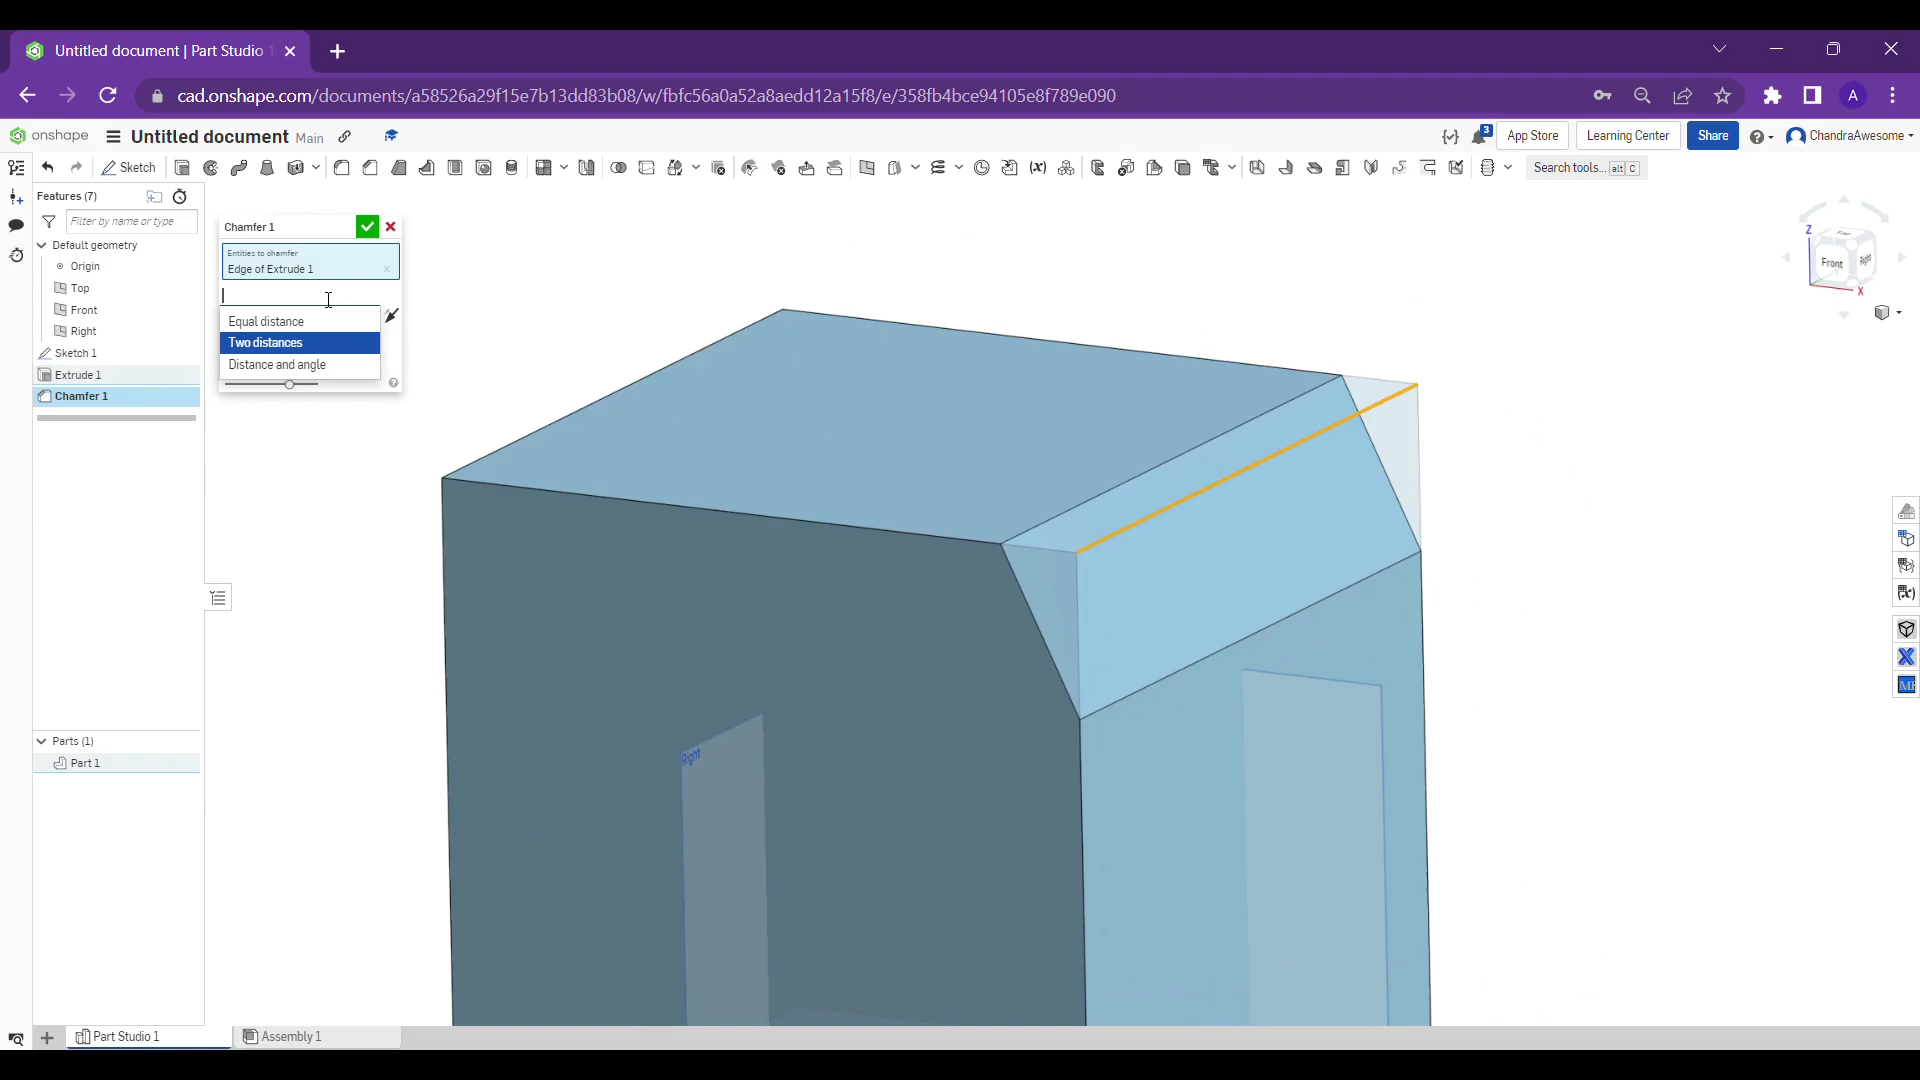 Untitled document | Part Studio 1
cad.onshape.com/documents/a58526a29f15e7b13dd83b08/w/fbfc56a0a52a8aedd12a15f8/e/358fb4bce94105e8f789e090
A
onshape
Untitled document Main
3
App Store
Learning Center
Share
ChandraAwesome
Sketch
Search tools... alt C
Features (7)
Filter by name or type
Default geometry
Origin
Top
Front
Right
Sketch 1
Extrude 1
Chamfer 1
Chamfer 1
Entities to chamfer
Edge of Extrude 1
Equal distance
Two distances
Distance and angle
Z
Front
Right
X
Right
Parts (1)
Part 1
Part Studio 1
Assembly 1